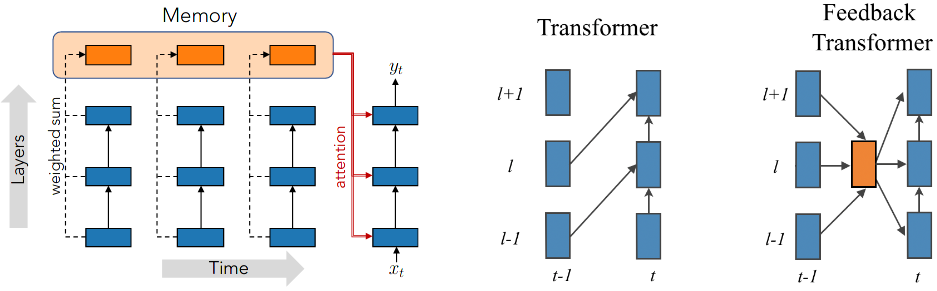 Memory
Layers
weighted sum
attention
y_t
x_t
Time
Transformer
l+1
l
l-1
t-1
t
Feedback
Transformer
l+1
l
l-1
t-1
t